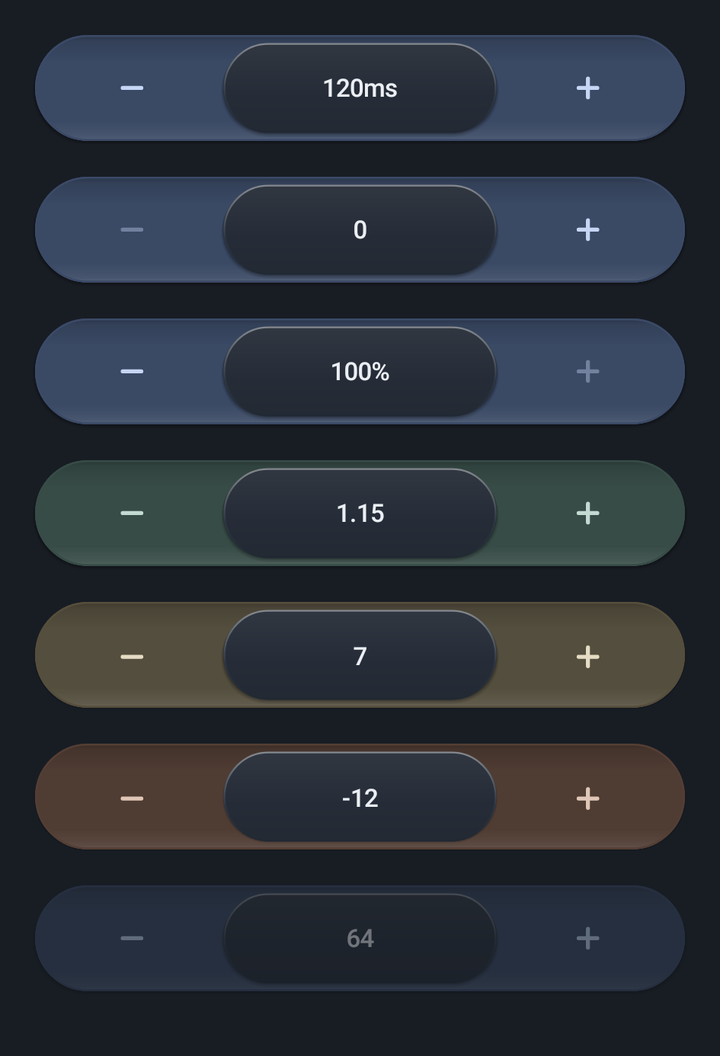 − 120ms +
− 0 +
− 100% +
− 1.15 +
− 7 +
− -12 +
− 64 +